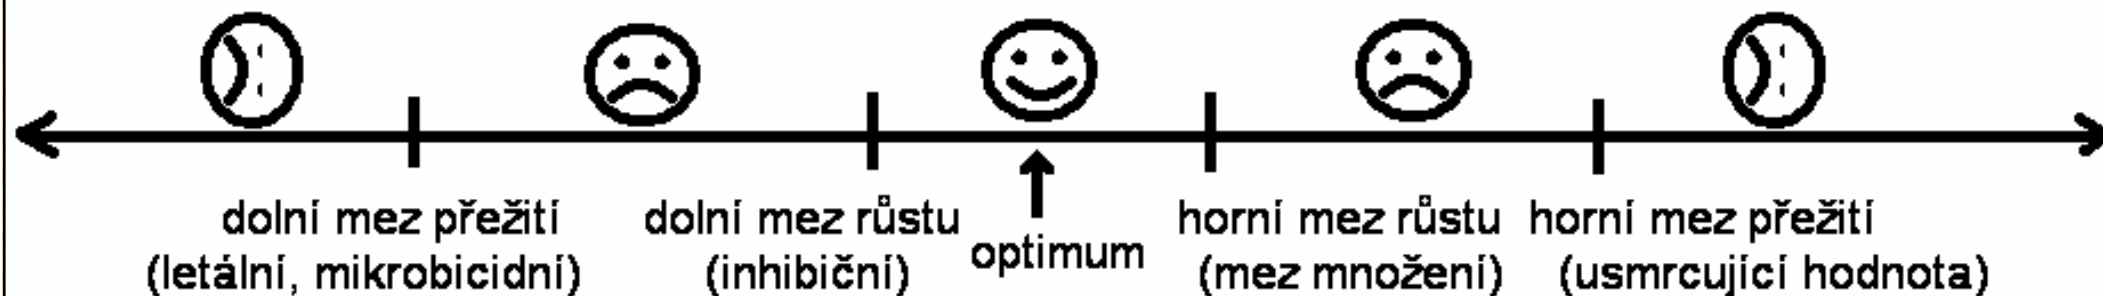 dolní mez přežití
(letální, mikrobicidní)
dolní mez růstu
(inhibiční)
optimum
horní mez růstu
(mez množení)
horní mez přežití
(usmrcující hodnota)